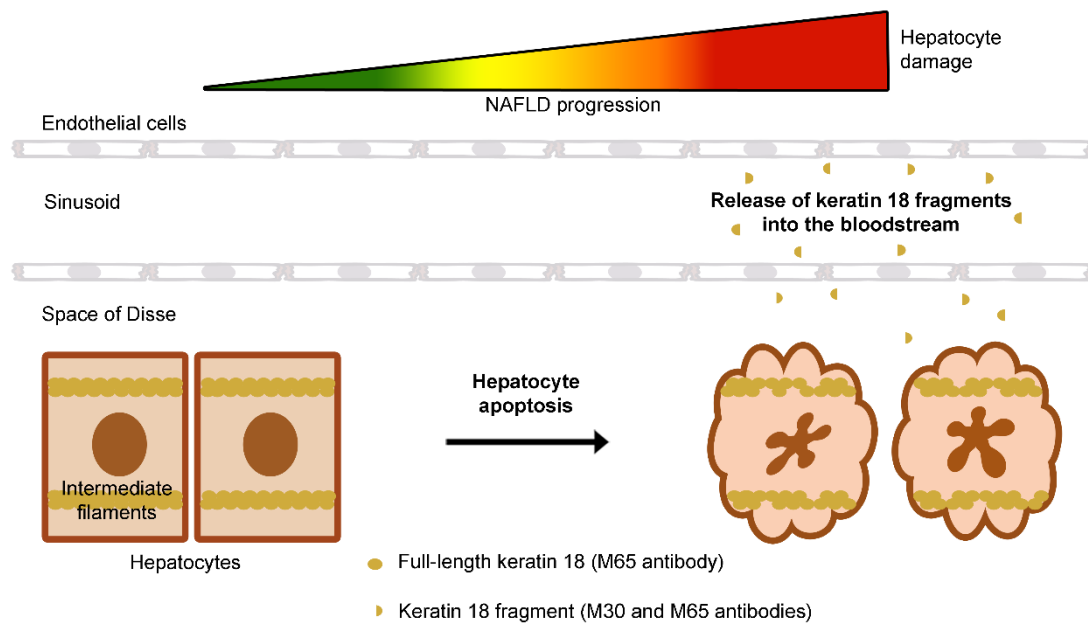 Hepatocyte
damage
NAFLD progression
Endothelial cells
Sinusoid
Release of keratin 18 fragments
into the bloodstream
Space of Disse
Hepatocyte
apoptosis
Intermediate
filaments
Hepatocytes
Full-length keratin 18 (M65 antibody)
Keratin 18 fragment (M30 and M65 antibodies)